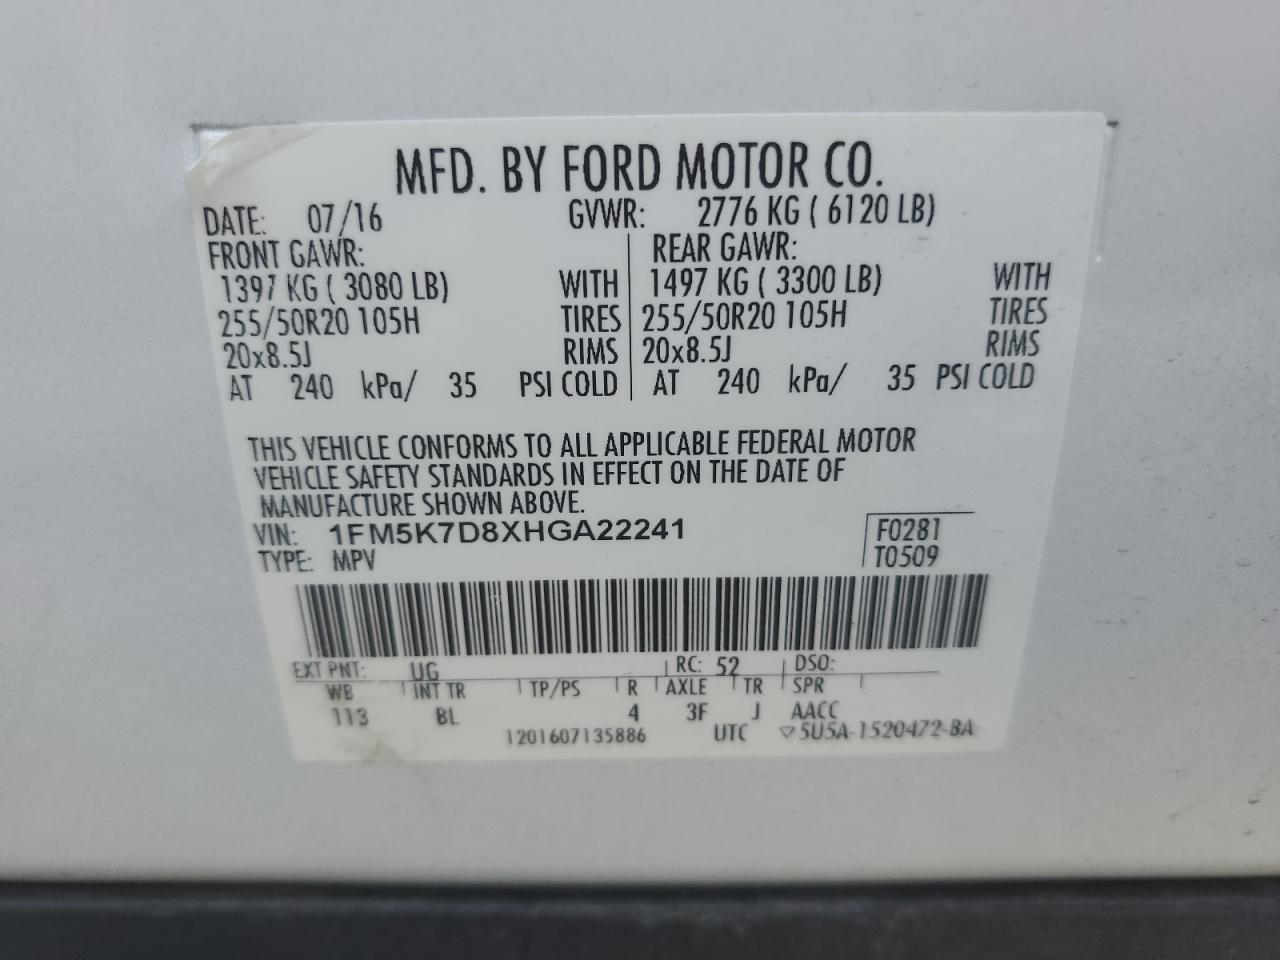 MFD. BY FORD MOTOR CO.
DATE: 07/16 GVWR: 2776 KG ( 6120 LB)
FRONT GAWR: REAR GAWR:
1397 KG ( 3080 LB) WITH 1497 KG ( 3300 LB) WITH
255/50R20 105H TIRES 255/50R20 105H TIRES
20x8.5J RIMS 20x8.5J RIMS
AT 240 kPa/ 35 PSI COLD AT 240 kPa/ 35 PSI COLD
THIS VEHICLE CONFORMS TO ALL APPLICABLE FEDERAL MOTOR
VEHICLE SAFETY STANDARDS IN EFFECT ON THE DATE OF
MANUFACTURE SHOWN ABOVE.
VIN: 1FM5K7D8XHGA22241 F0281
TYPE: MPV T0509
EXT PNT: UG RC: 52 DSO:
WB INT TR TP/PS R AXLE TR SPR
113 BL 4 3F J AACC
1201607135886 UTC ▽5U5A-1520472-BA